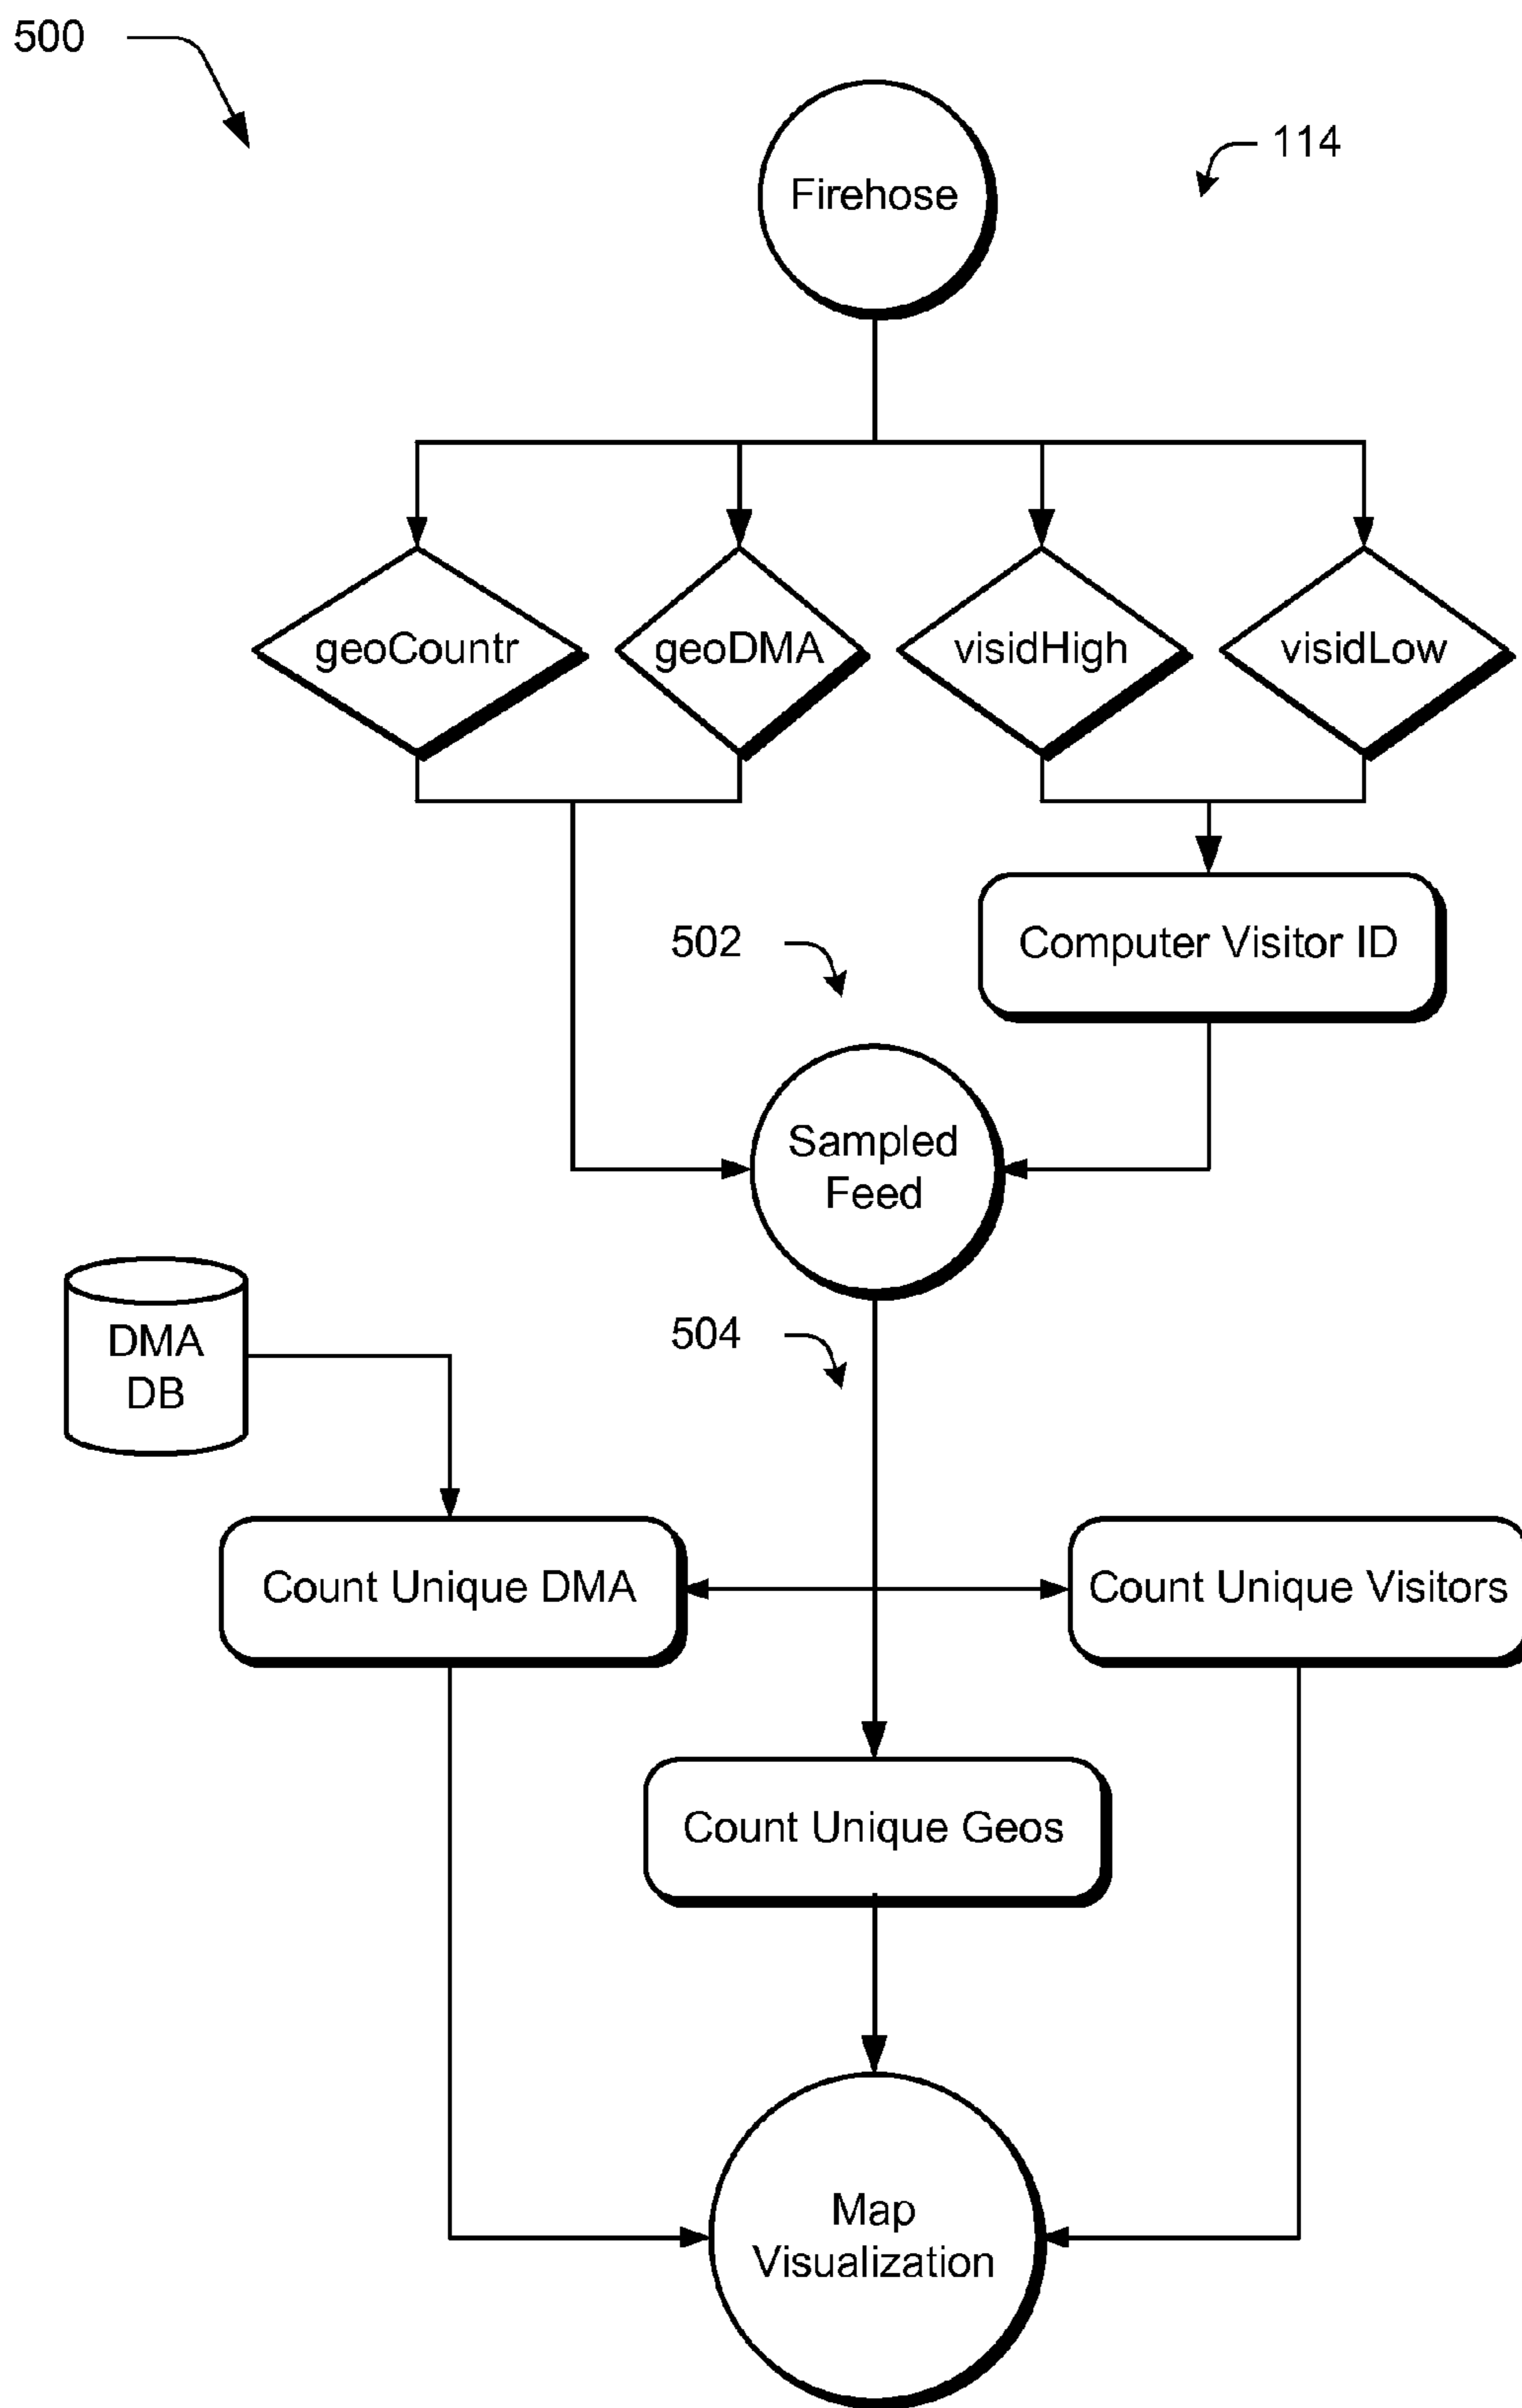 500
114
Firehose
geoCountr
geoDMA
visidHigh
visidLow
Computer Visitor ID
502
Sampled
Feed
504
DMA
DB
Count Unique DMA
Count Unique Visitors
Count Unique Geos
Map
Visualization